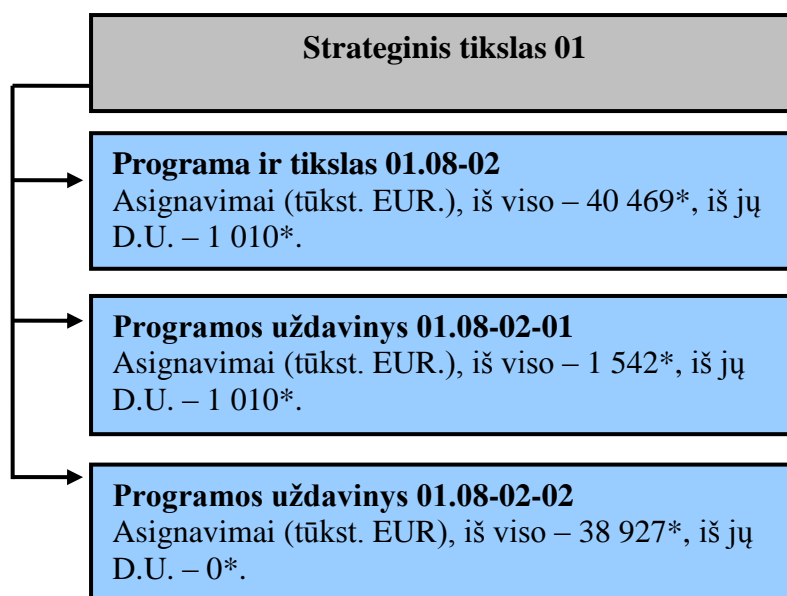 Strateginis tikslas 01
Programa ir tikslas 01.08-02
Asignavimai (tūkst. EUR.), iš viso – 40 469*, iš jų
D.U. – 1 010*.
Programos uždavinys 01.08-02-01
Asignavimai (tūkst. EUR.), iš viso – 1 542*, iš jų
D.U. – 1 010*.
Programos uždavinys 01.08-02-02
Asignavimai (tūkst. EUR), iš viso – 38 927*, iš jų
D.U. – 0*.